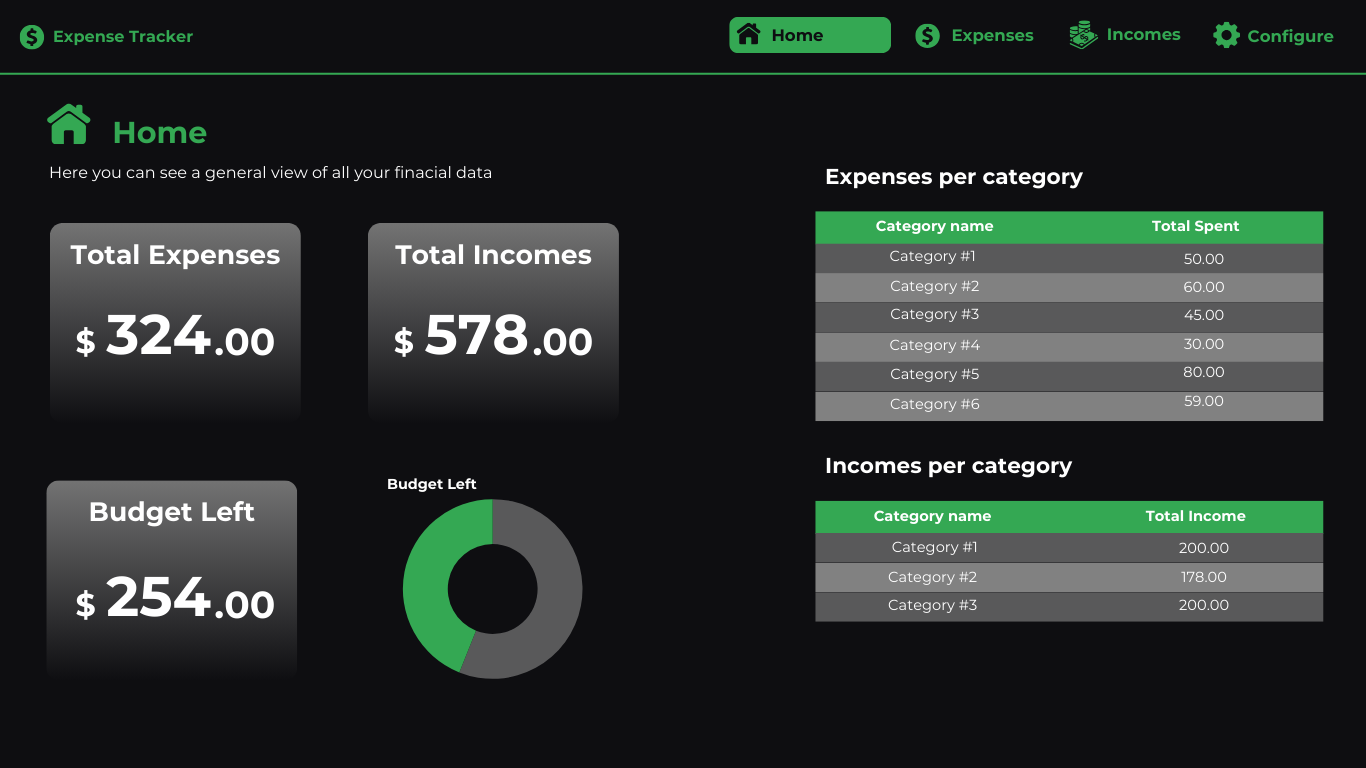 Expense Tracker
Home
Expenses
Incomes
Configure
Home
Here you can see a general view of all your finacial data
Total Expenses
$ 324.00
Total Incomes
$ 578.00
Budget Left
$ 254.00
Budget Left
Expenses per category
Category name Total Spent
Category #1 50.00
Category #2 60.00
Category #3 45.00
Category #4 30.00
Category #5 80.00
Category #6 59.00
Incomes per category
Category name Total Income
Category #1 200.00
Category #2 178.00
Category #3 200.00